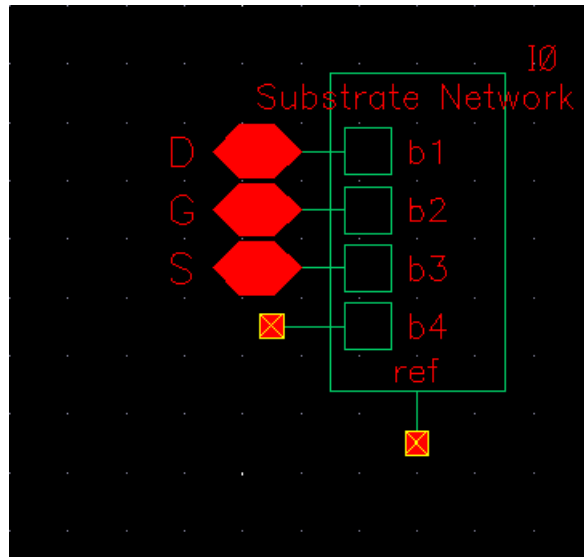 I0
Substrate Network
D b1
G b2
S b3
b4
ref